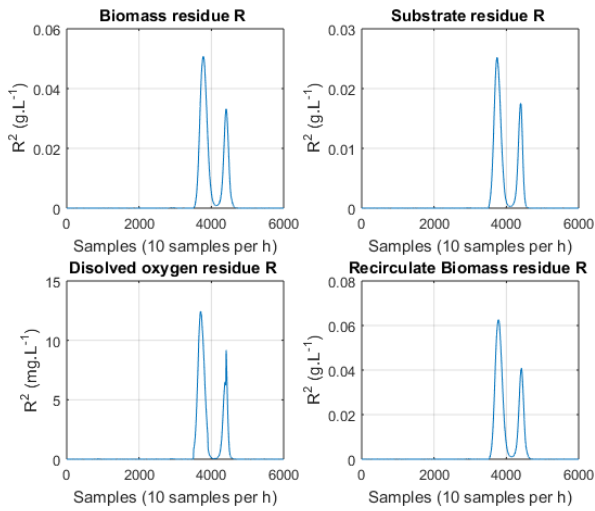 Biomass residue R
R² (g.L⁻¹)
0.06
0.04
0.02
0
0 2000 4000 6000
Samples (10 samples per h)
Substrate residue R
R² (g.L⁻¹)
0.03
0.02
0.01
0
0 2000 4000 6000
Samples (10 samples per h)
Disolved oxygen residue R
R² (mg.L⁻¹)
15
10
5
0
0 2000 4000 6000
Samples (10 samples per h)
Recirculate Biomass residue R
R² (g.L⁻¹)
0.08
0.06
0.04
0.02
0
0 2000 4000 6000
Samples (10 samples per h)